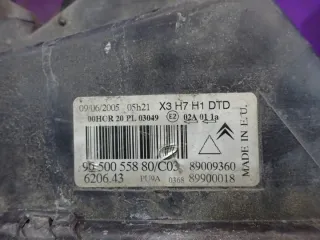 09/06/2005 05h21 X3 H7 H1 DTD
00HCR 20 PL 03049 E2 02A 01 1a
MADE IN E.U.
96 500 558 80/C03 89009360
6206.43 PU9A 0368 89900018